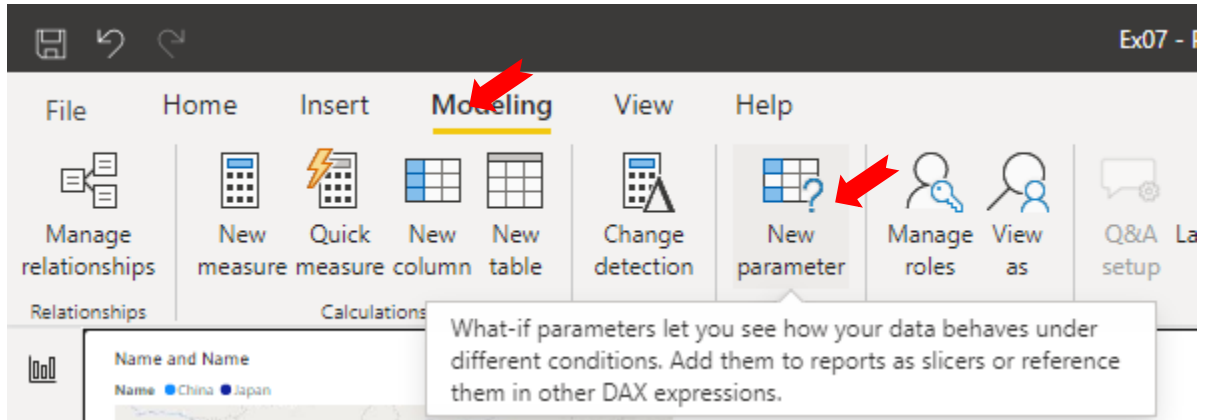 Ex07 -
File Home Insert Modeling View Help
Manage relationships
New measure
Quick measure
New column
New table
Change detection
New parameter
Manage roles
View as
Q&A setup
Relationships
Calculations
What-if parameters let you see how your data behaves under
different conditions. Add them to reports as slicers or reference
them in other DAX expressions.
Name and Name
Name China Japan